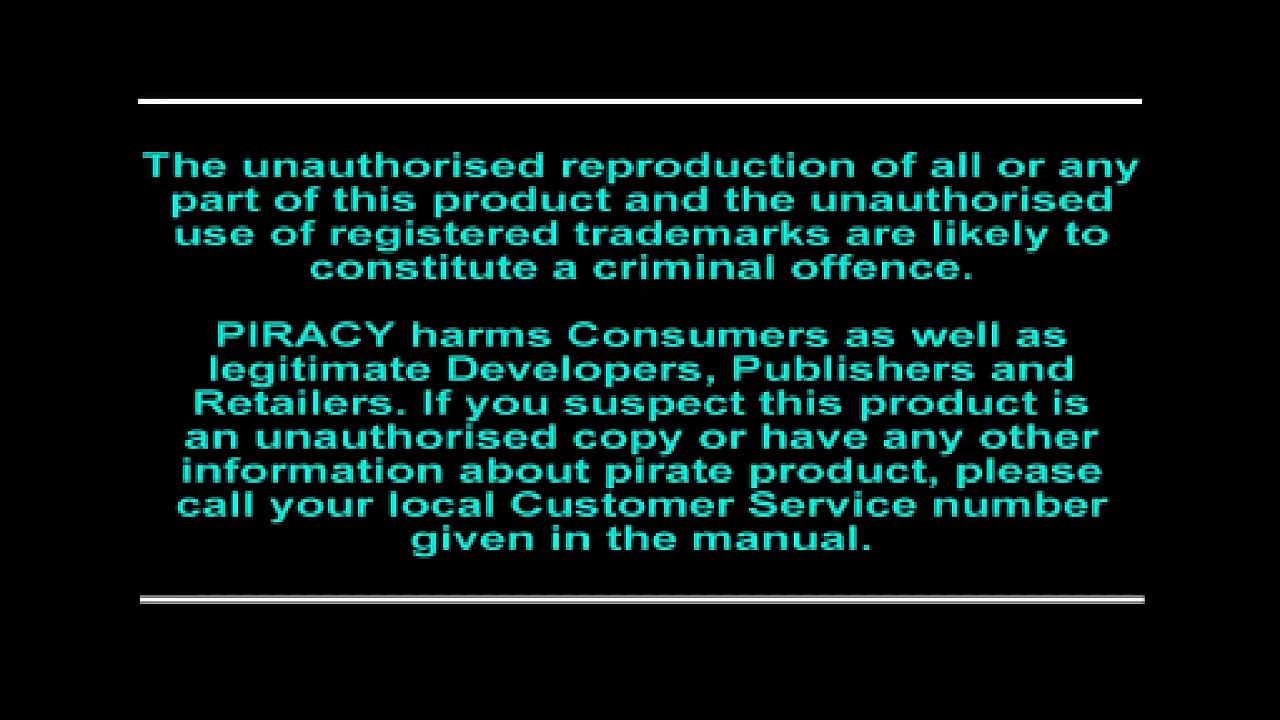 The unauthorised reproduction of all or any
part of this product and the unauthorised
use of registered trademarks are likely to
constitute a criminal offence.
PIRACY harms Consumers as well as
legitimate Developers, Publishers and
Retailers. If you suspect this product is
an unauthorised copy or have any other
information about pirate product, please
call your local Customer Service number
given in the manual.